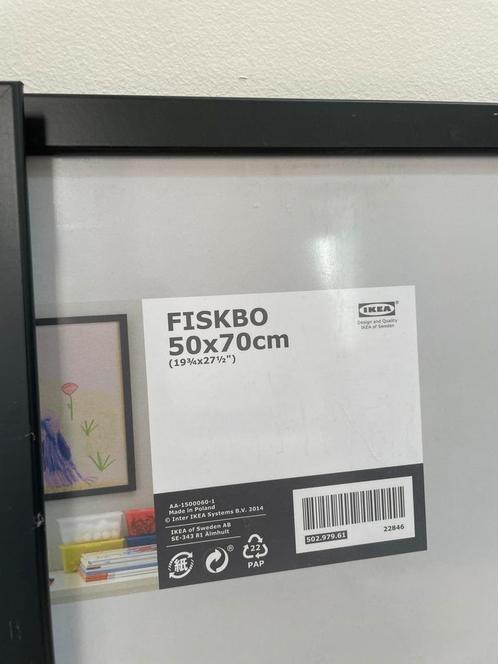 FISKBO
50x70cm
(19¾x27½")
IKEA®
Design and Quality
IKEA of Sweden
AA-1500060-1
Made in Poland
© Inter IKEA Systems B.V. 2014
IKEA of Sweden AB
SE-343 81 Älmhult
502.979.61
22846
紙
22
PAP